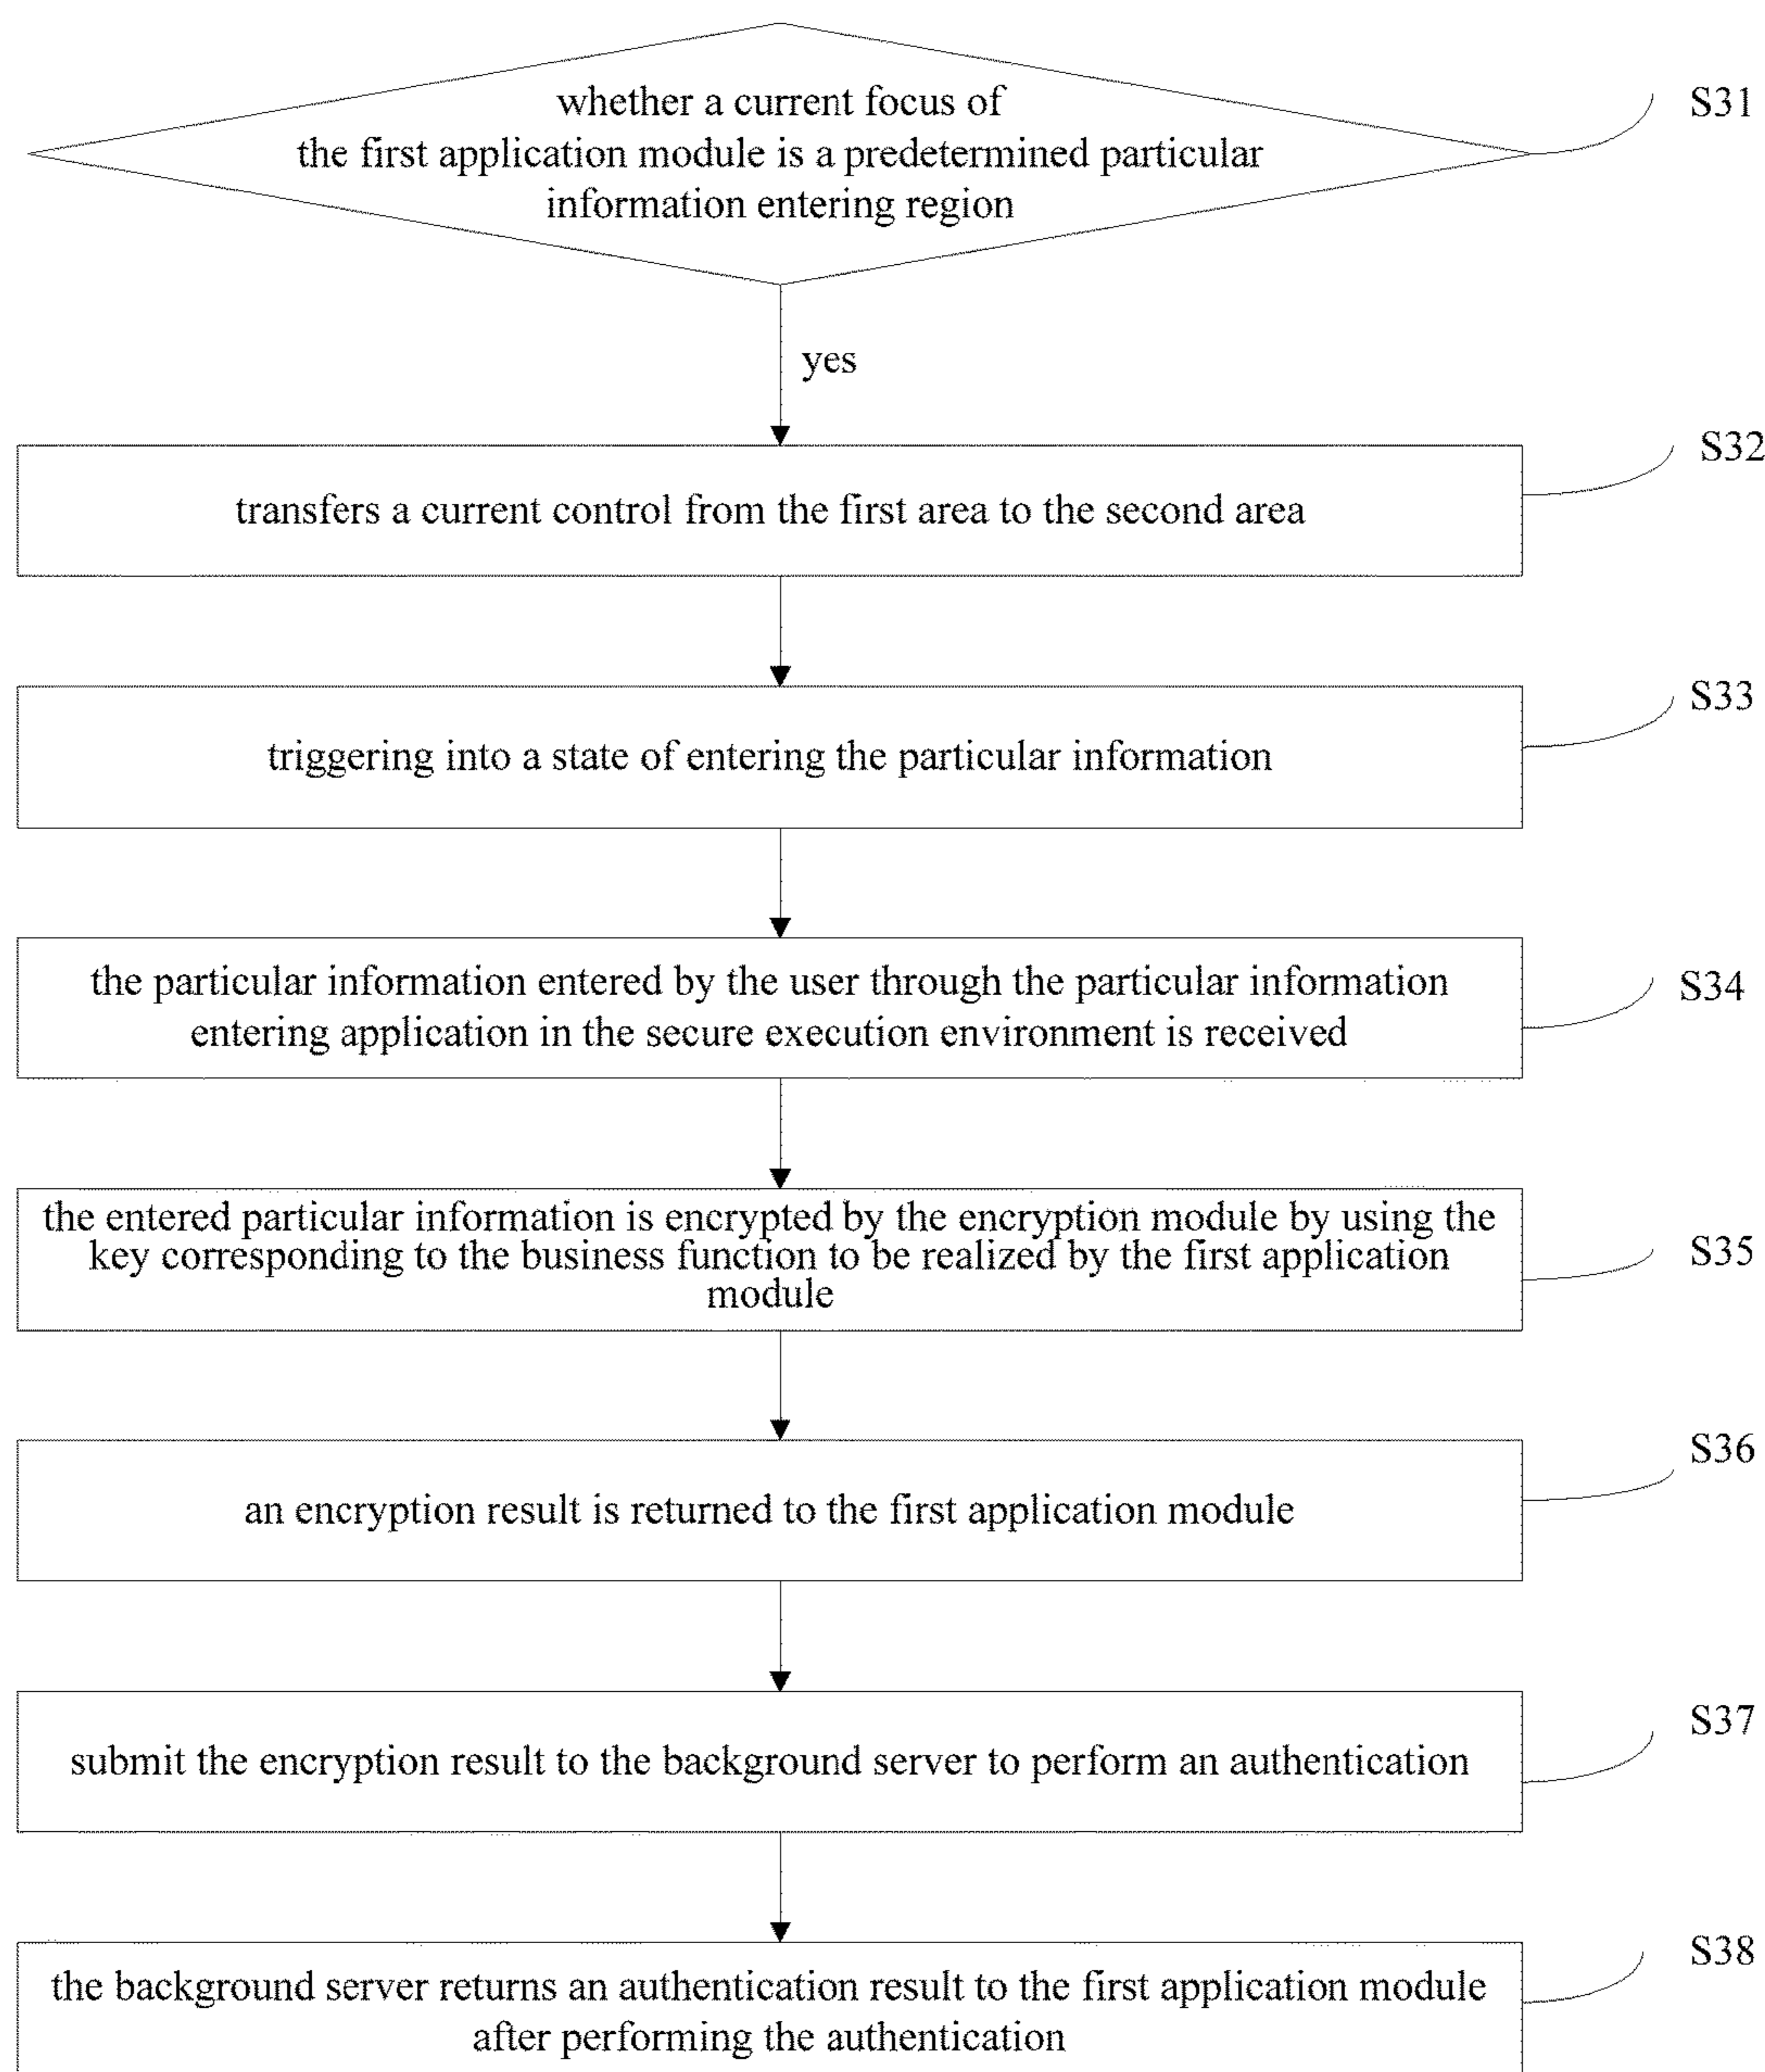 whether a current focus of
the first application module is a predetermined particular
information entering region
S31
yes
S32
transfers a current control from the first area to the second area
S33
triggering into a state of entering the particular information
the particular information entered by the user through the particular information
entering application in the secure execution environment is received
S34
the entered particular information is encrypted by the encryption module by using the
key corresponding to the business function to be realized by the first application
module
S35
S36
an encryption result is returned to the first application module
S37
submit the encryption result to the background server to perform an authentication
S38
the background server returns an authentication result to the first application module
after performing the authentication